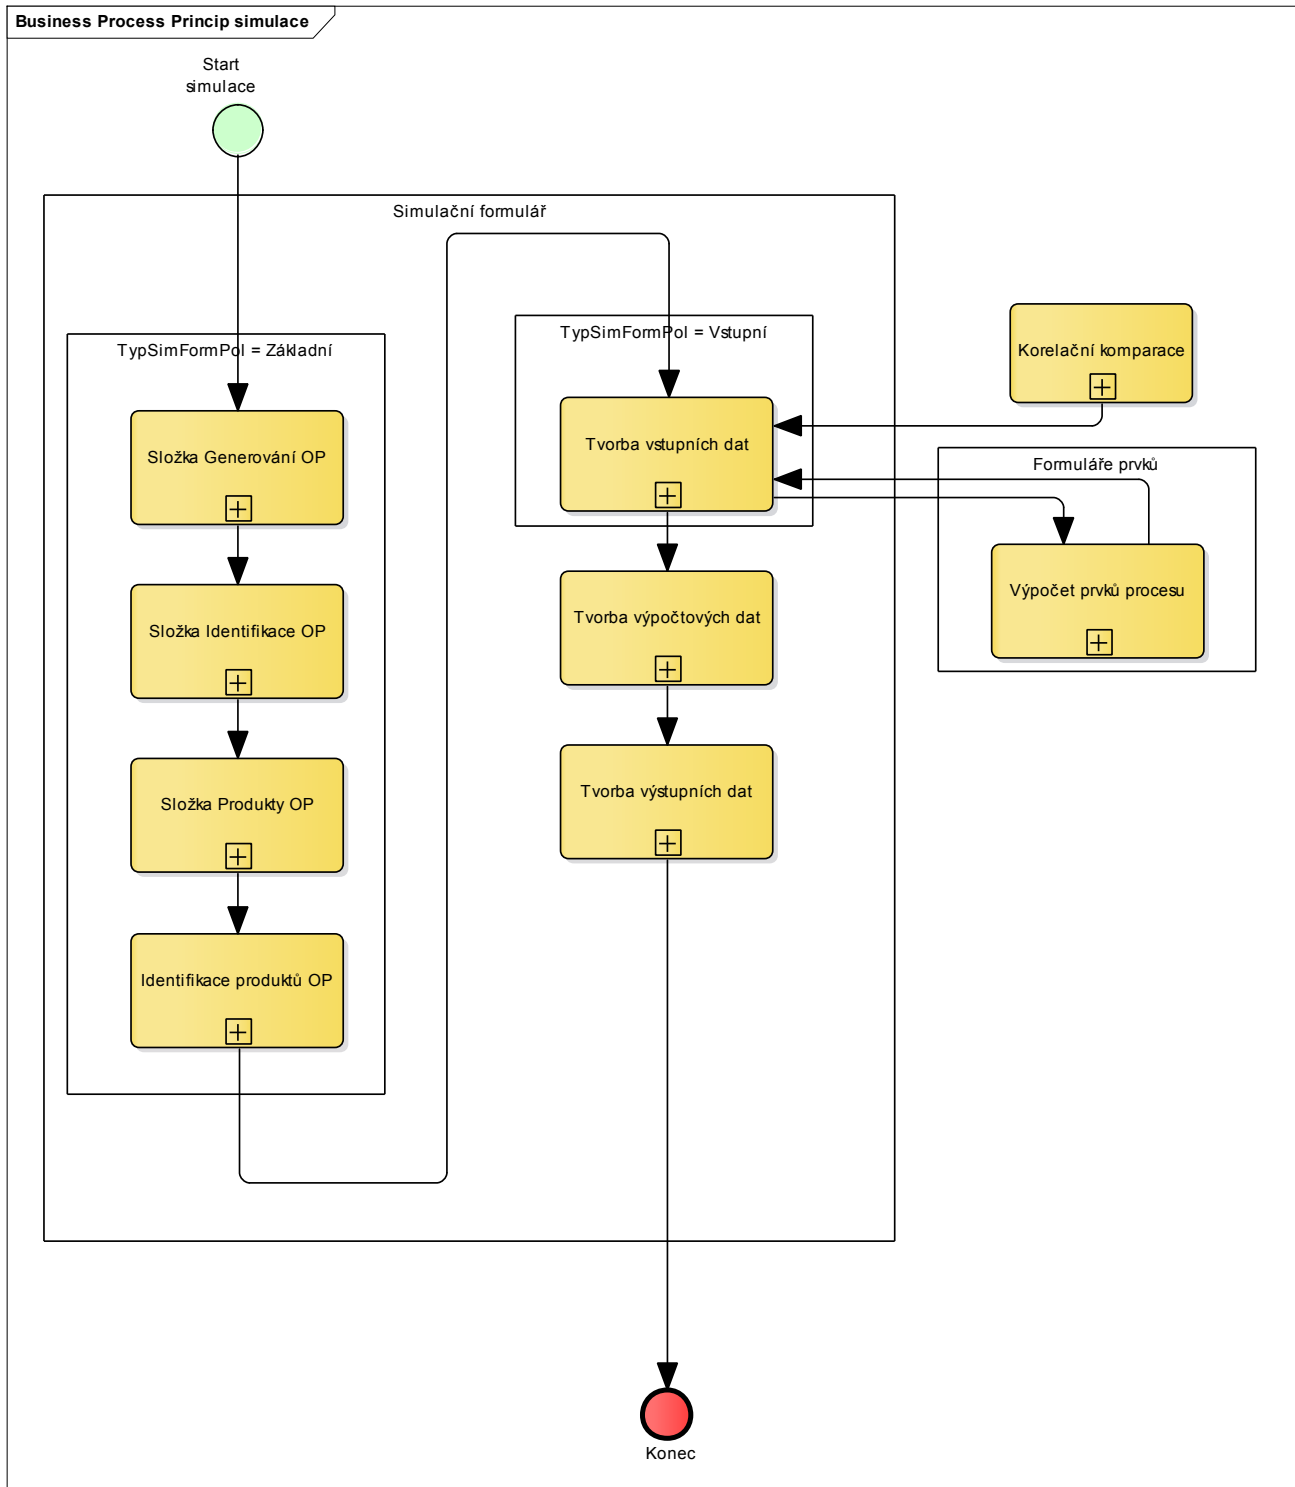 Business Process Princip simulace
Start
simulace
Simulační formulář
TypSimFormPol = Základní
Složka Generování OP
Složka Identifikace OP
Složka Produkty OP
Identifikace produktů OP
TypSimFormPol = Vstupní
Tvorba vstupních dat
Tvorba výpočtových dat
Tvorba výstupních dat
Korelační komparace
Formuláře prvků
Výpočet prvků procesu
Konec